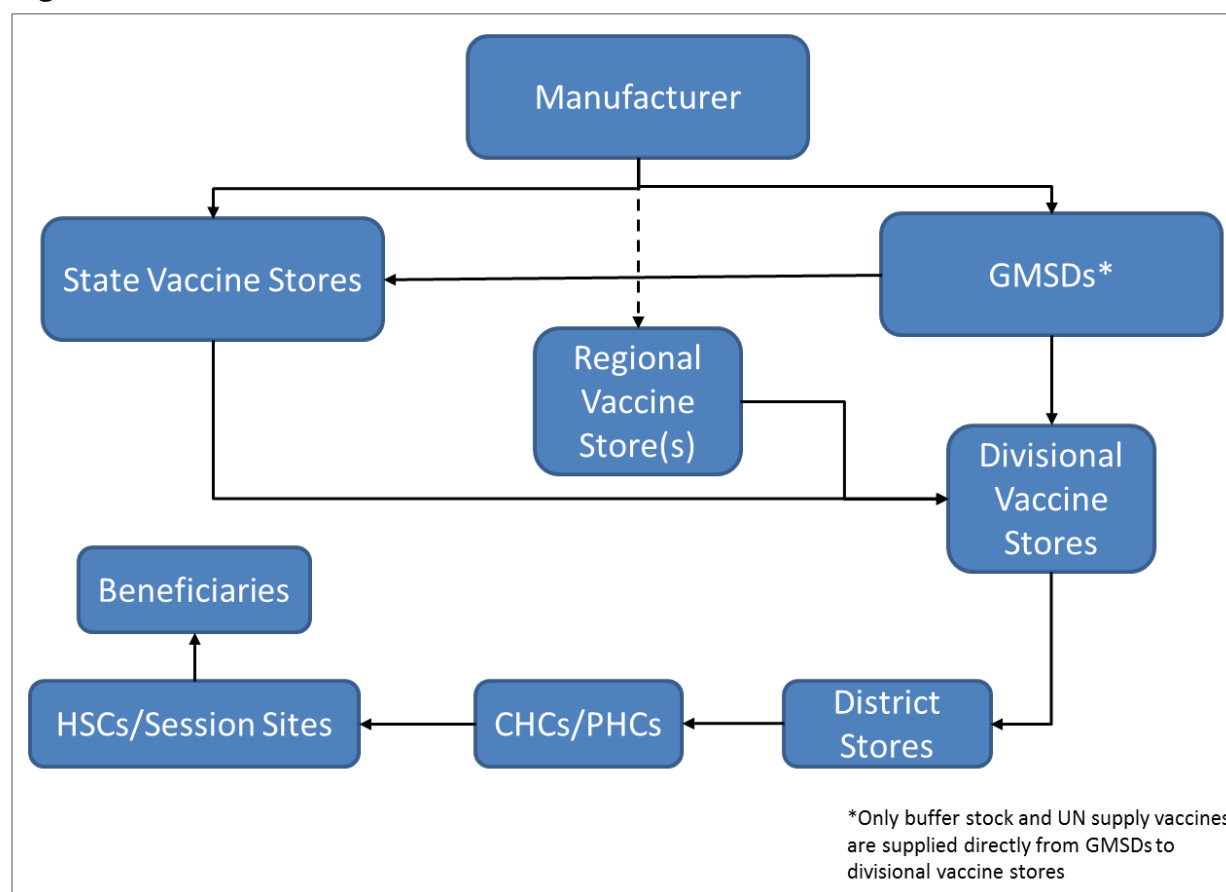 Manufacturer
State Vaccine Stores
GMSDs*
Regional
Vaccine
Store(s)
Divisional
Vaccine
Stores
Beneficiaries
HSCs/Session Sites
CHCs/PHCs
District
Stores
*Only buffer stock and UN supply vaccines
are supplied directly from GMSDs to
divisional vaccine stores